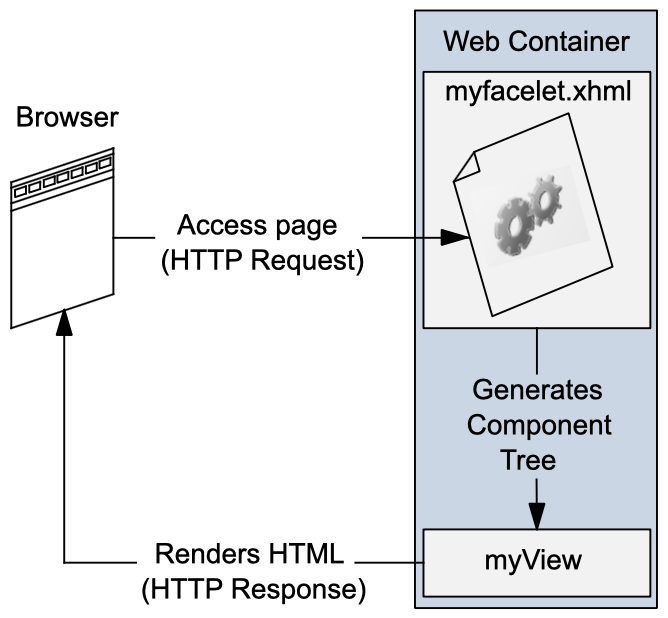 Web Container
myfacelet.xhml
Browser
Access page
(HTTP Request)
Generates
Component
Tree
Renders HTML
(HTTP Response)
myView